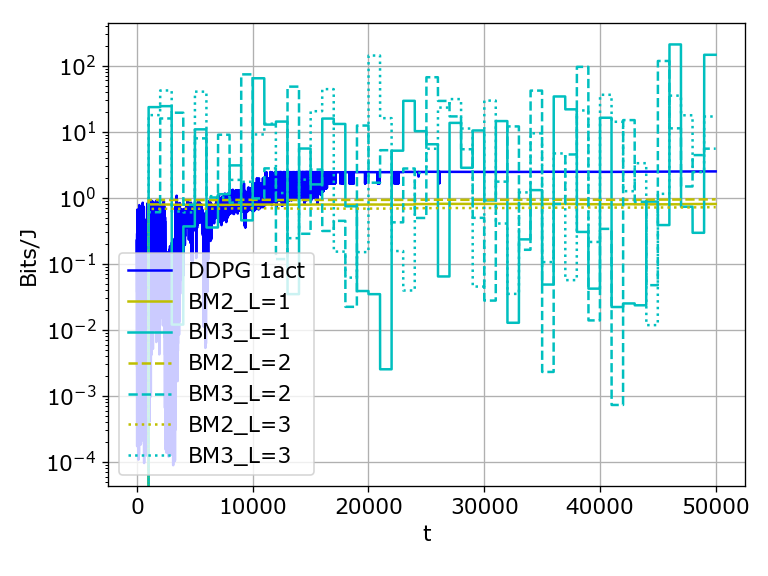 Bits/J
10²
10¹
10⁰
10⁻¹
10⁻²
10⁻³
10⁻⁴
DDPG 1act
BM2_L=1
BM3_L=1
BM2_L=2
BM3_L=2
BM2_L=3
BM3_L=3
0 10000 20000 30000 40000 50000
t